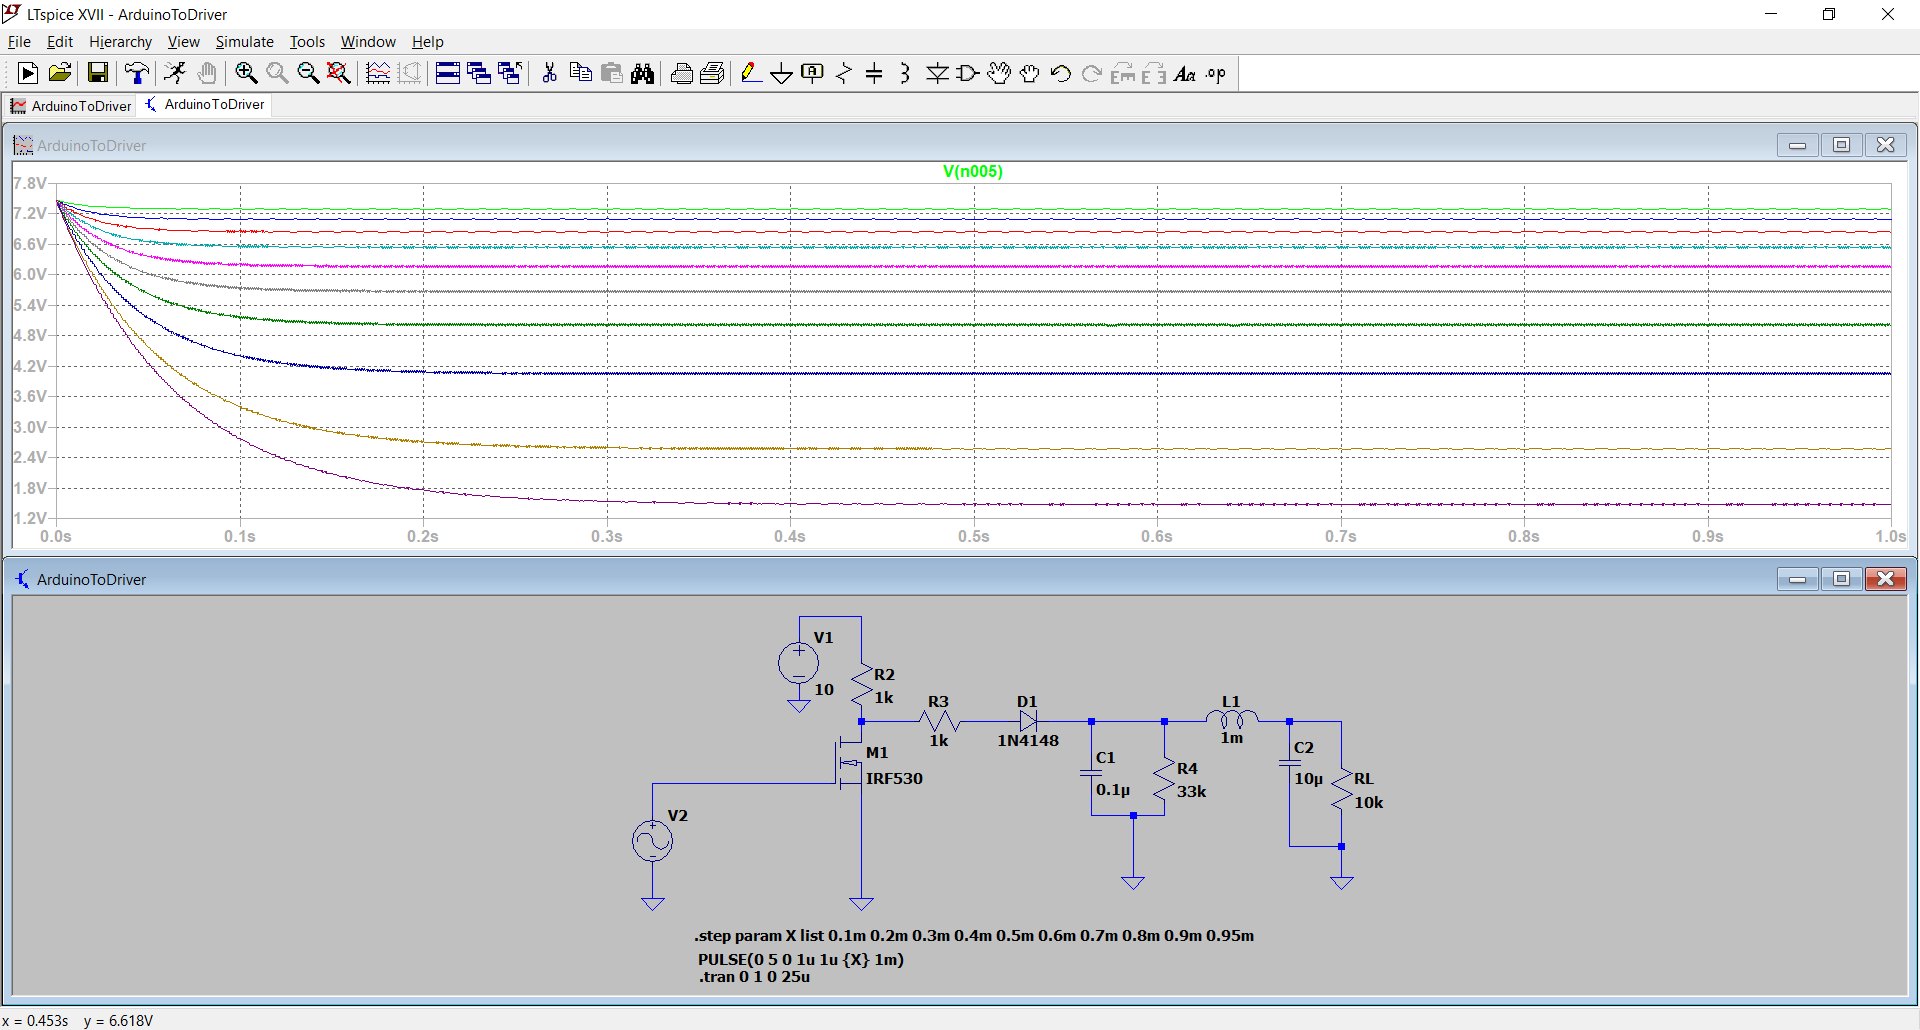 LTspice XVII - ArduinoToDriver
File Edit Hierarchy View Simulate Tools Window Help
A Aa .op
ArduinoToDriver ArduinoToDriver
ArduinoToDriver
V(n005)
7.8V
7.2V
6.6V
6.0V
5.4V
4.8V
4.2V
3.6V
3.0V
2.4V
1.8V
1.2V
0.0s 0.1s 0.2s 0.3s 0.4s 0.5s 0.6s 0.7s 0.8s 0.9s 1.0s
ArduinoToDriver
V1
10
R2
1k
R3
1k
D1
1N4148
L1
1m
M1
IRF530
C1
0.1µ
R4
33k
C2
10µ
RL
10k
V2
.step param X list 0.1m 0.2m 0.3m 0.4m 0.5m 0.6m 0.7m 0.8m 0.9m 0.95m
PULSE(0 5 0 1u 1u {X} 1m)
.tran 0 1 0 25u
x = 0.453s y = 6.618V